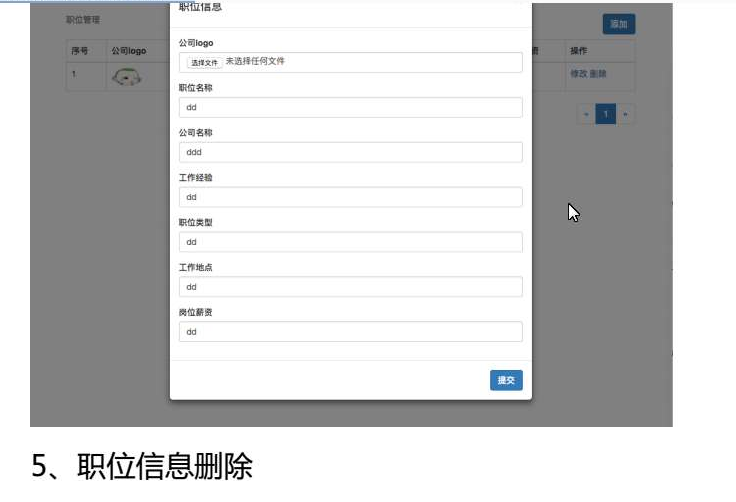 职位信息
职位管理
添加
序号 公司logo
操作
1
修改 删除
« 1 »
公司logo
选择文件 未选择任何文件
职位名称
dd
公司名称
ddd
工作经验
dd
职位类型
dd
工作地点
dd
岗位薪资
dd
提交
5、职位信息删除